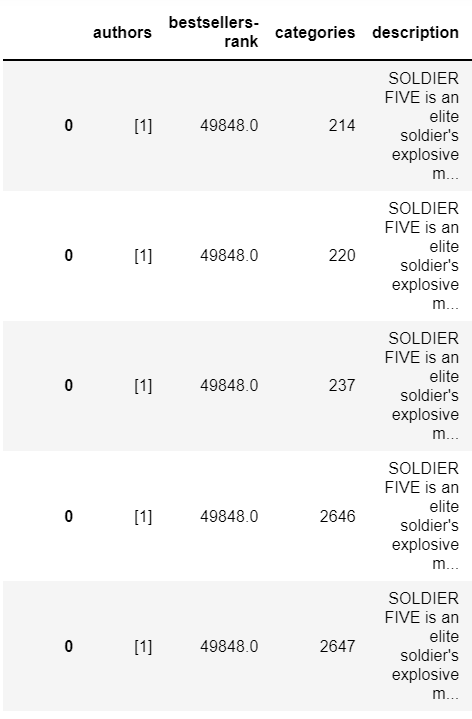 authors bestsellers-rank categories description
0 [1] 49848.0 214 SOLDIER FIVE is an elite soldier's explosive m...
0 [1] 49848.0 220 SOLDIER FIVE is an elite soldier's explosive m...
0 [1] 49848.0 237 SOLDIER FIVE is an elite soldier's explosive m...
0 [1] 49848.0 2646 SOLDIER FIVE is an elite soldier's explosive m...
0 [1] 49848.0 2647 SOLDIER FIVE is an elite soldier's explosive m...